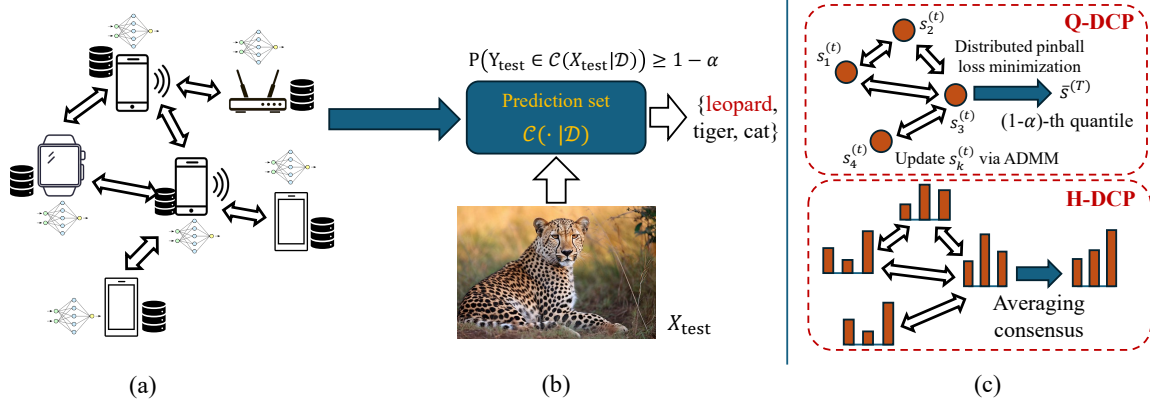 P(Y_test ∈ 𝒞(X_test|𝒟)) ≥ 1 − α
Prediction set
𝒞(· |𝒟)
{leopard,
tiger, cat}
X_test
(a)
(b)
Q-DCP
s_2^(t)
s_1^(t)
Distributed pinball
loss minimization
s̄^(T)
s_3^(t)
(1-α)-th quantile
s_4^(t)
Update s_k^(t) via ADMM
H-DCP
Averaging
consensus
(c)